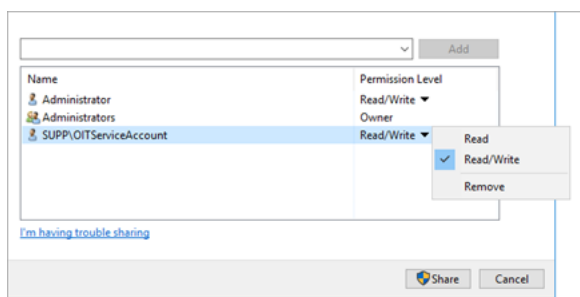 Add
Name Permission Level
Administrator Read/Write
Administrators Owner
SUPP\OITServiceAccount Read/Write
Read
Read/Write
Remove
I'm having trouble sharing
Share Cancel